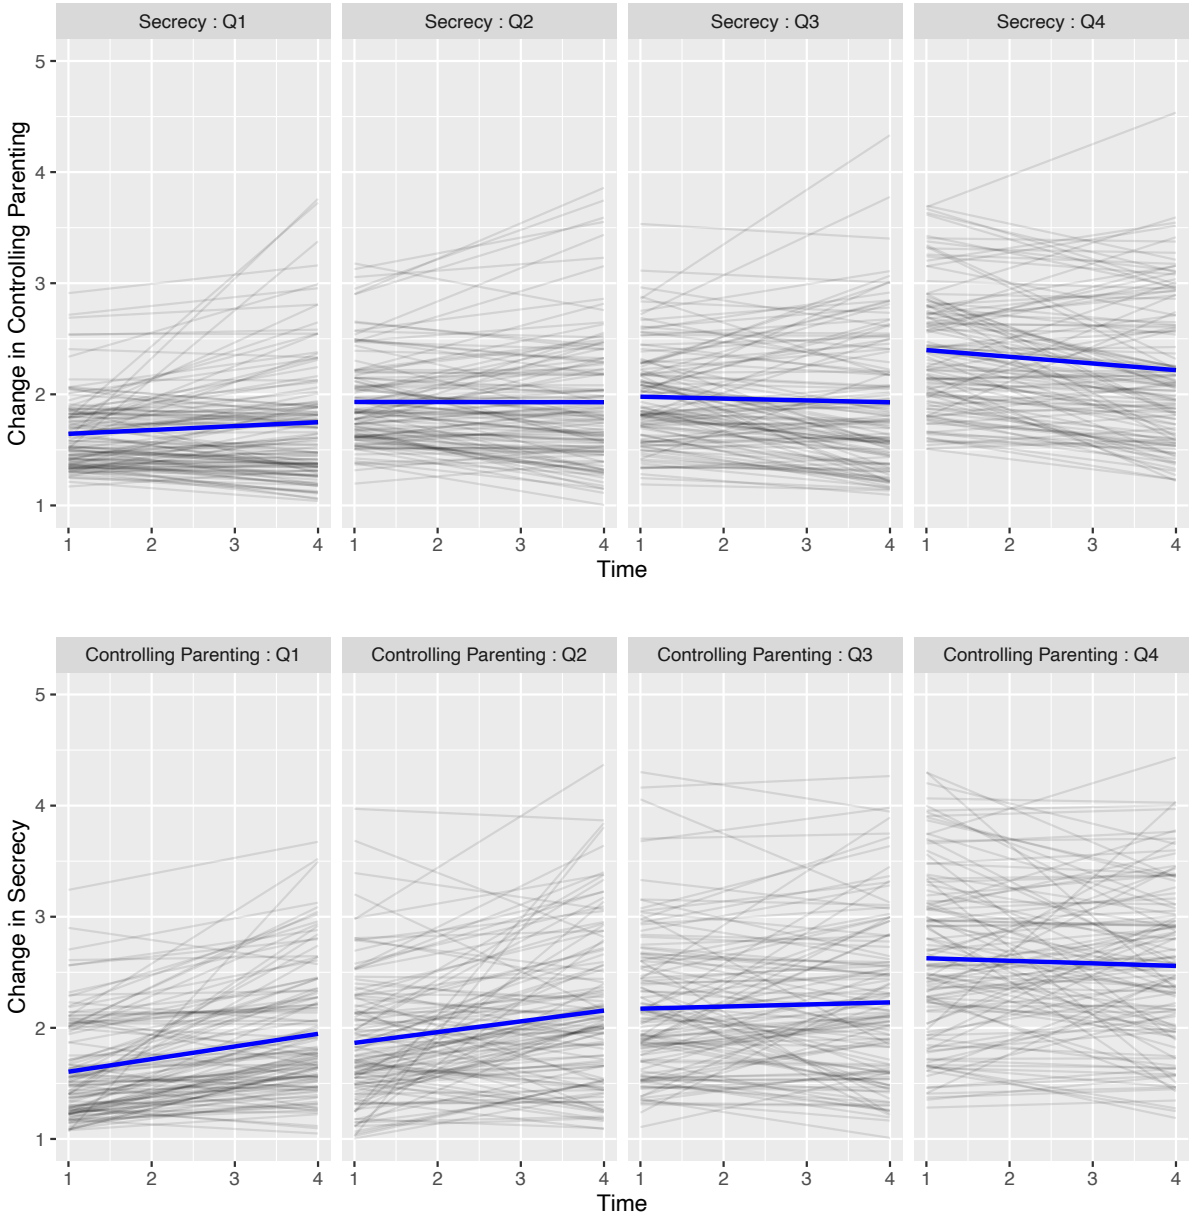 Secrecy : Q1 Secrecy : Q2 Secrecy : Q3 Secrecy : Q4
Change in Controlling Parenting
5
4
3
2
1
1 2 3 4 1 2 3 4 1 2 3 4 1 2 3 4
Time
Controlling Parenting : Q1 Controlling Parenting : Q2 Controlling Parenting : Q3 Controlling Parenting : Q4
Change in Secrecy
5
4
3
2
1
1 2 3 4 1 2 3 4 1 2 3 4 1 2 3 4
Time